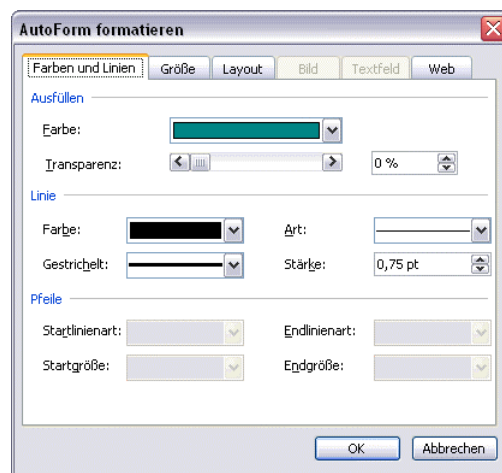 AutoForm formatieren
Farben und Linien Größe Layout Bild Textfeld Web
Ausfüllen
Farbe:
Transparenz: 0 %
Linie
Farbe: Art:
Gestrichelt: Stärke: 0,75 pt
Pfeile
Startlinienart: Endlinienart:
Startgröße: Endgröße:
OK Abbrechen